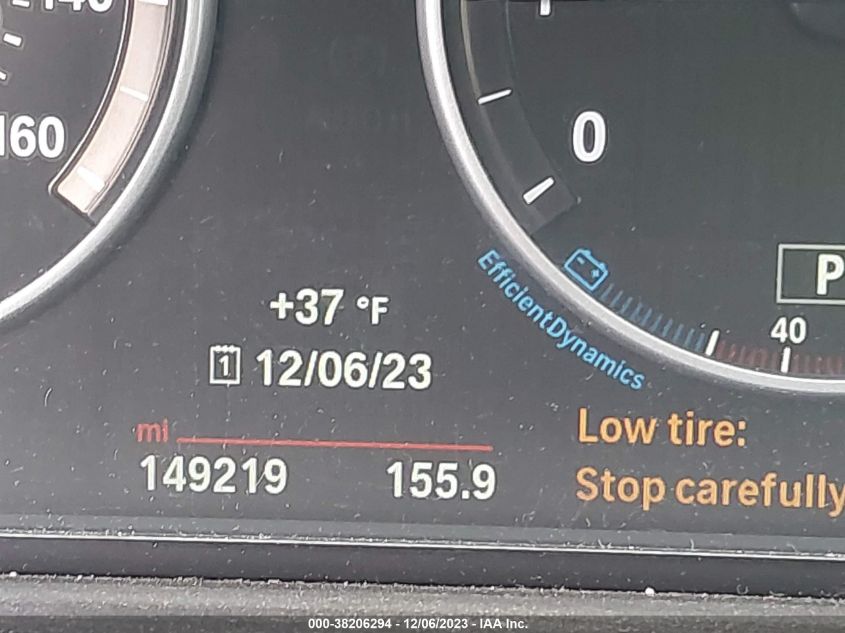 160
0
P
40
EfficientDynamics
+37 °F
1 12/06/23
mi
149219 155.9
Low tire:
Stop carefully
000-38206294 - 12/06/2023 - IAA Inc.